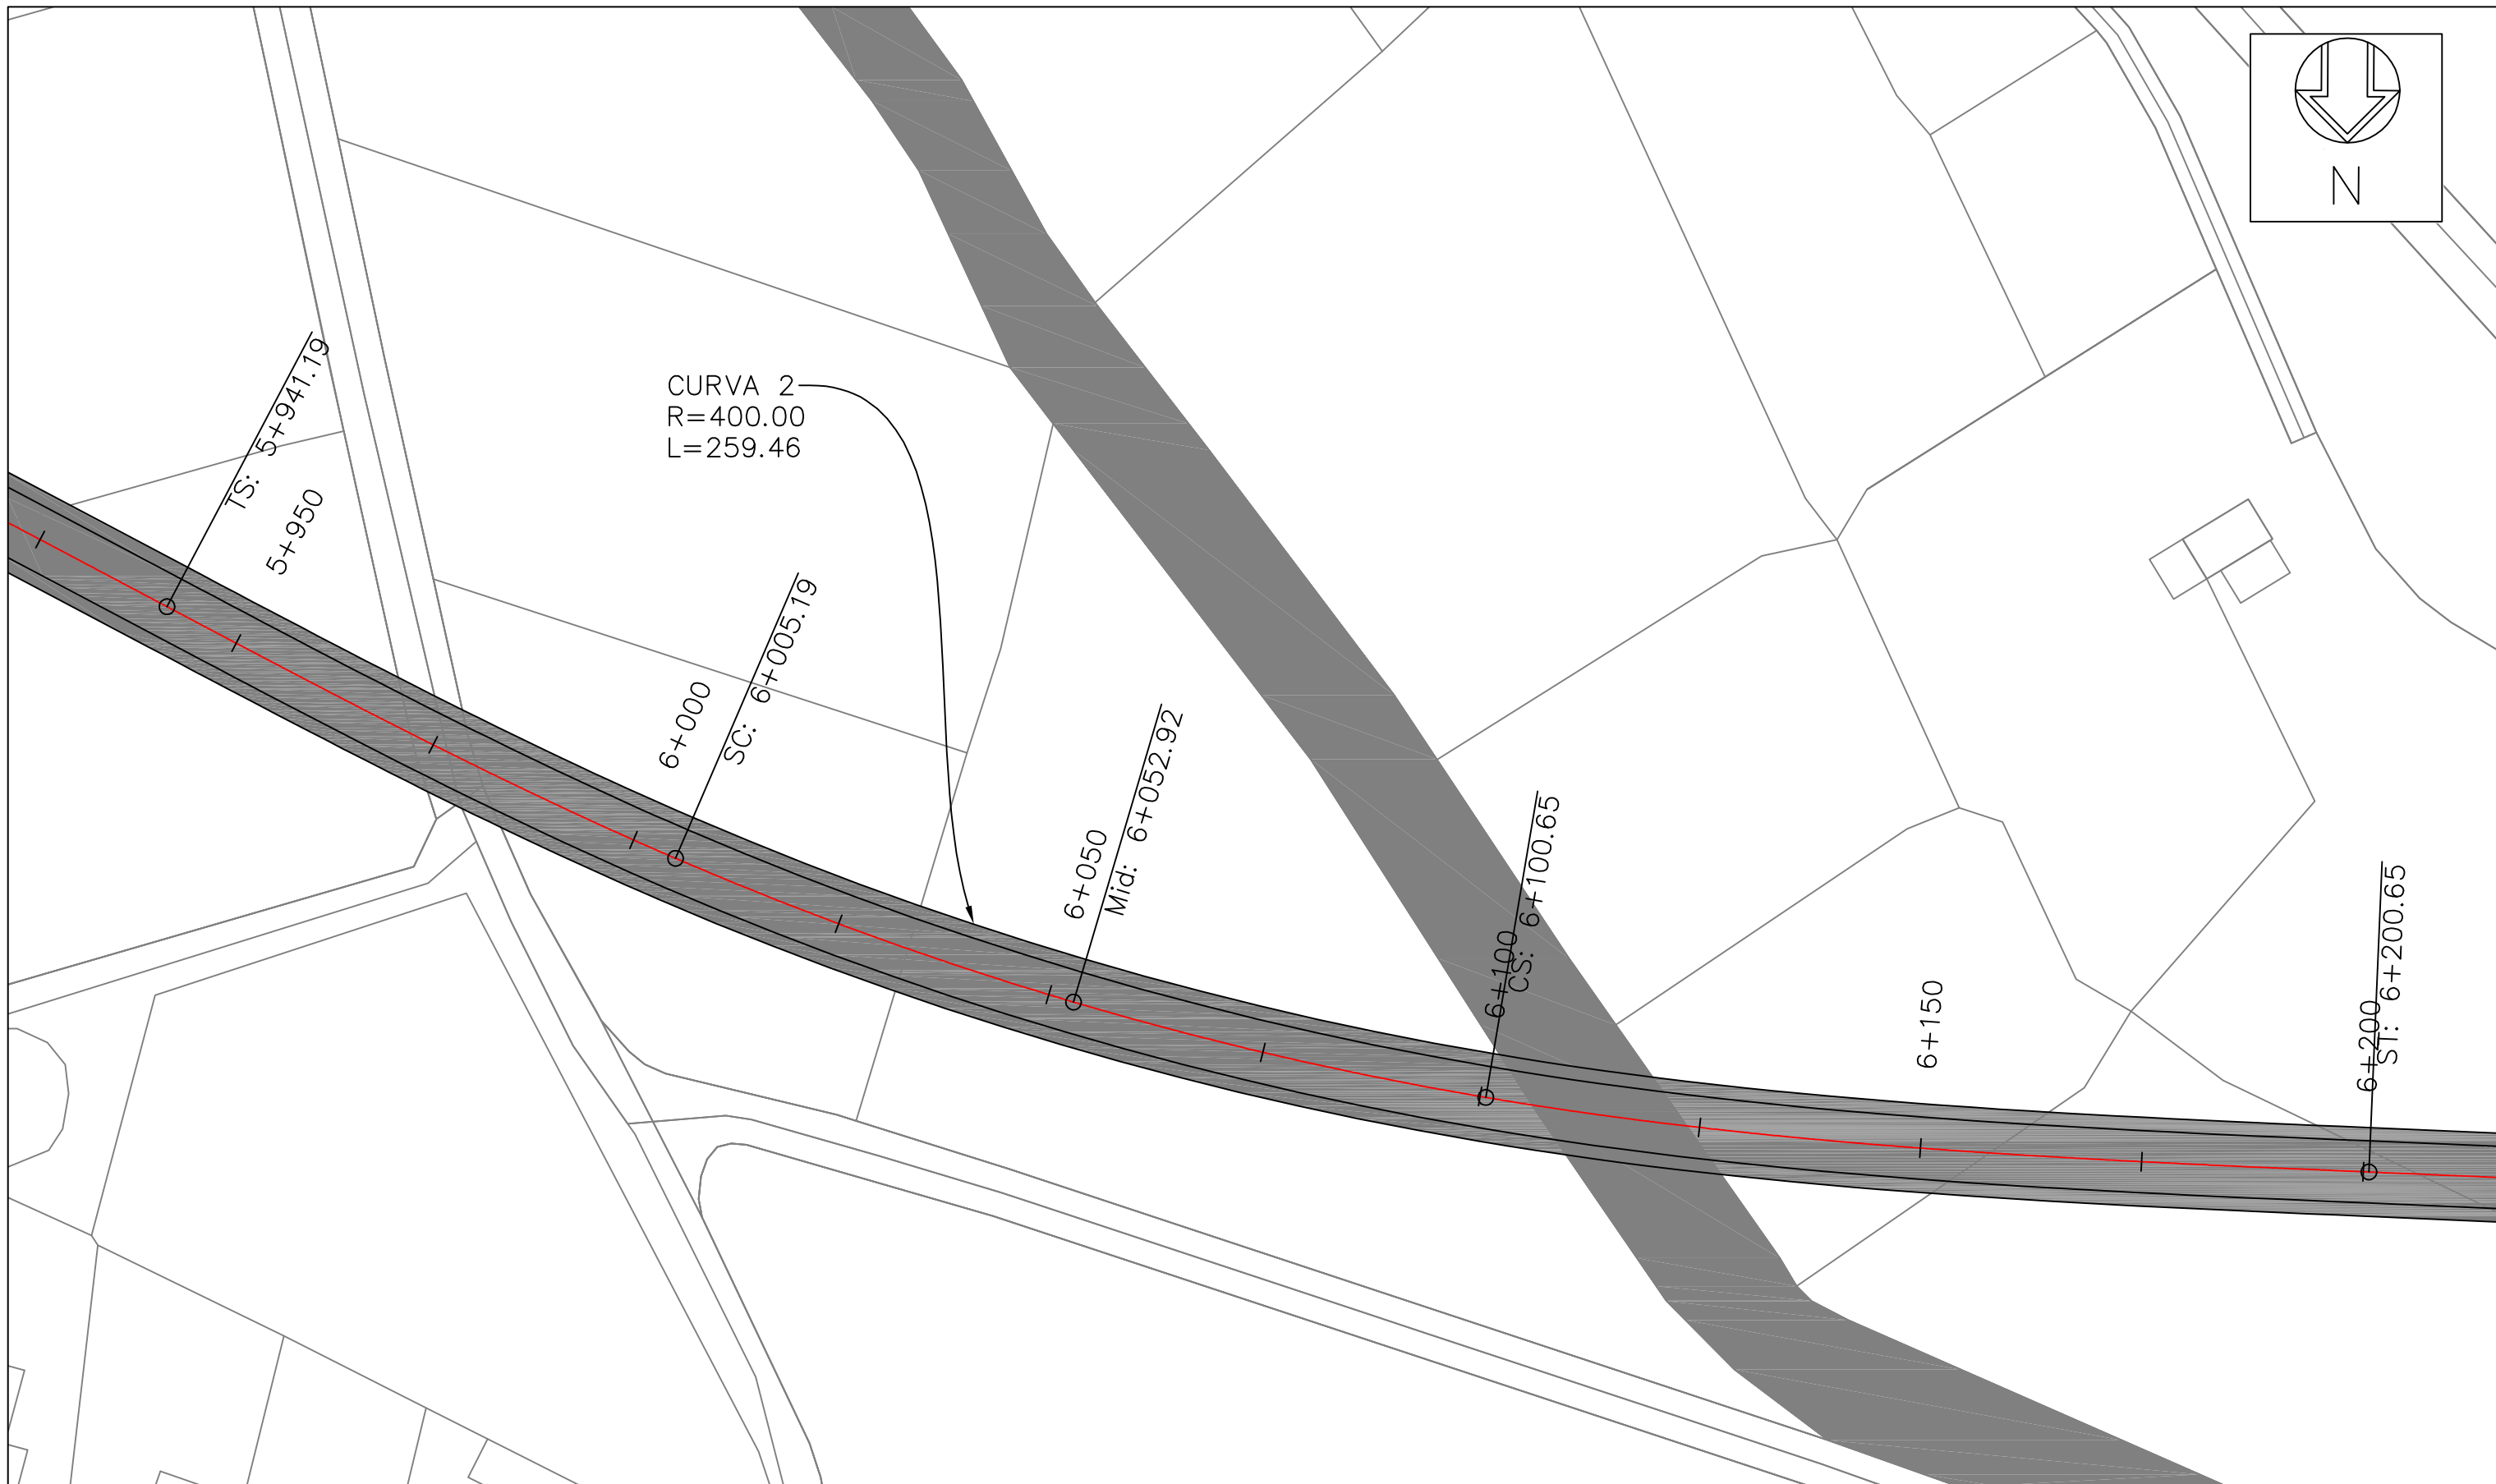 N
TS: 5+941.19
5+950
CURVA 2
R=400.00
L=259.46
6+000
SC: 6+005.19
6+050
Mid: 6+052.92
6+100
CS: 6+100.65
6+150
6+200
ST: 6+200.65